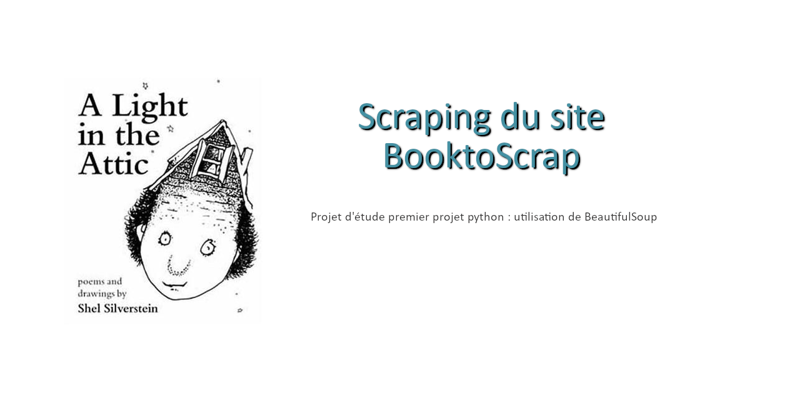 A Light
in the
Attic
poems and
drawings by
Shel Silverstein
Scraping du site
BooktoScrap
Projet d'étude premier projet python : utilisation de BeautifulSoup